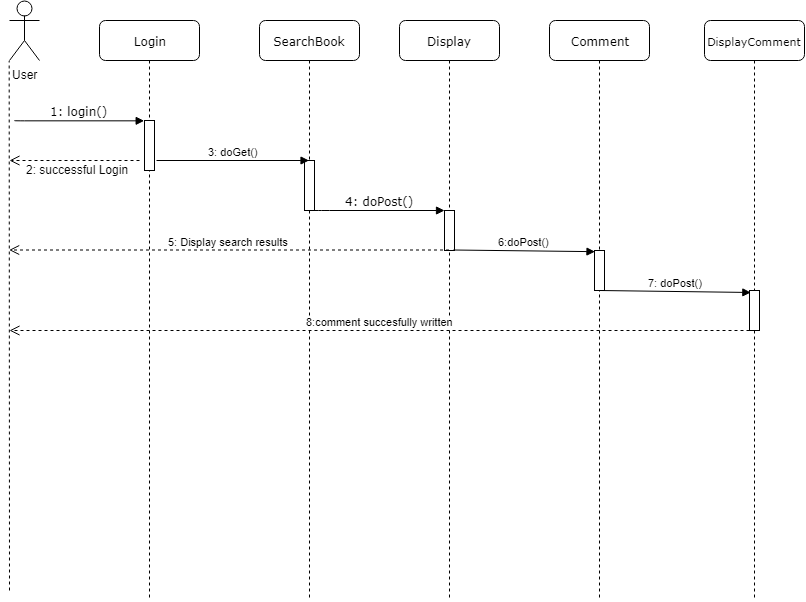 Login
SearchBook
Display
Comment
DisplayComment
User
1: login()
3: doGet()
2: successful Login
4: doPost()
5: Display search results
6:doPost()
7: doPost()
8:comment succesfully written